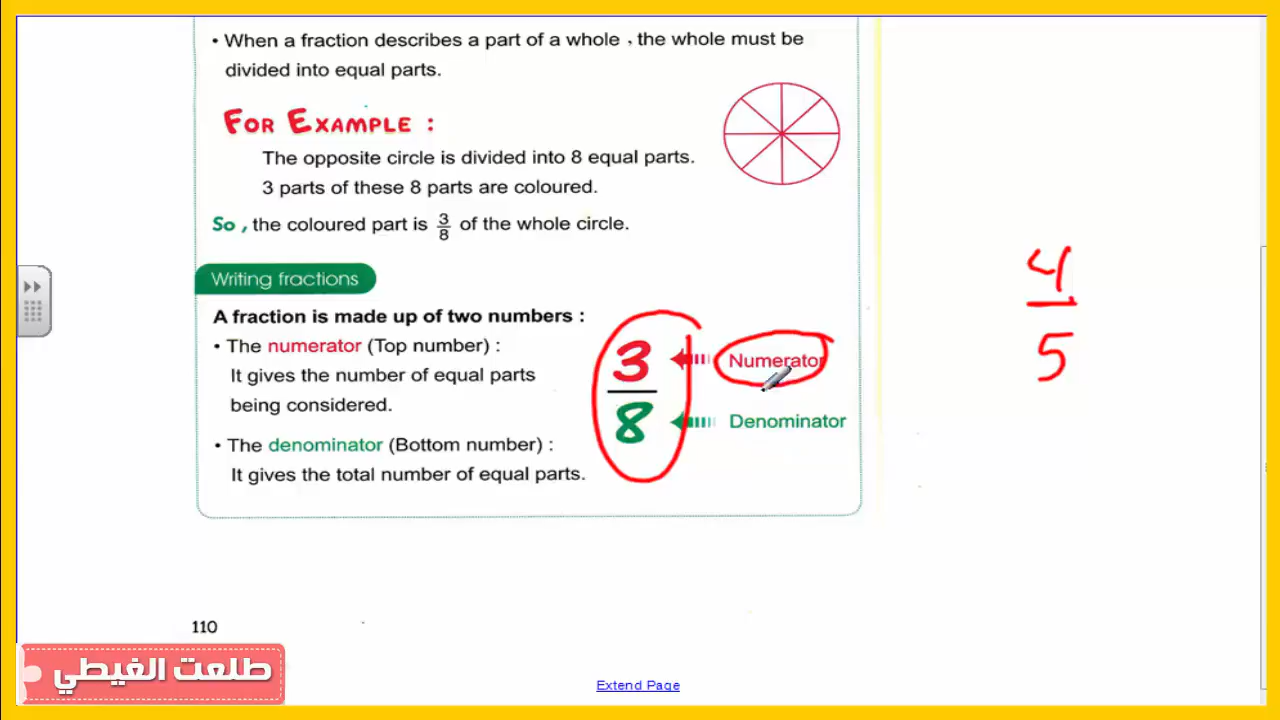 • When a fraction describes a part of a whole , the whole must be
divided into equal parts.
FOR EXAMPLE :
The opposite circle is divided into 8 equal parts.
3 parts of these 8 parts are coloured.
So , the coloured part is 3/8 of the whole circle.
Writing fractions
A fraction is made up of two numbers :
• The numerator (Top number) :
It gives the number of equal parts
being considered.
• The denominator (Bottom number) :
It gives the total number of equal parts.
3
8
Numerator
Denominator
4
5
110
طلعت الغيطي
Extend Page